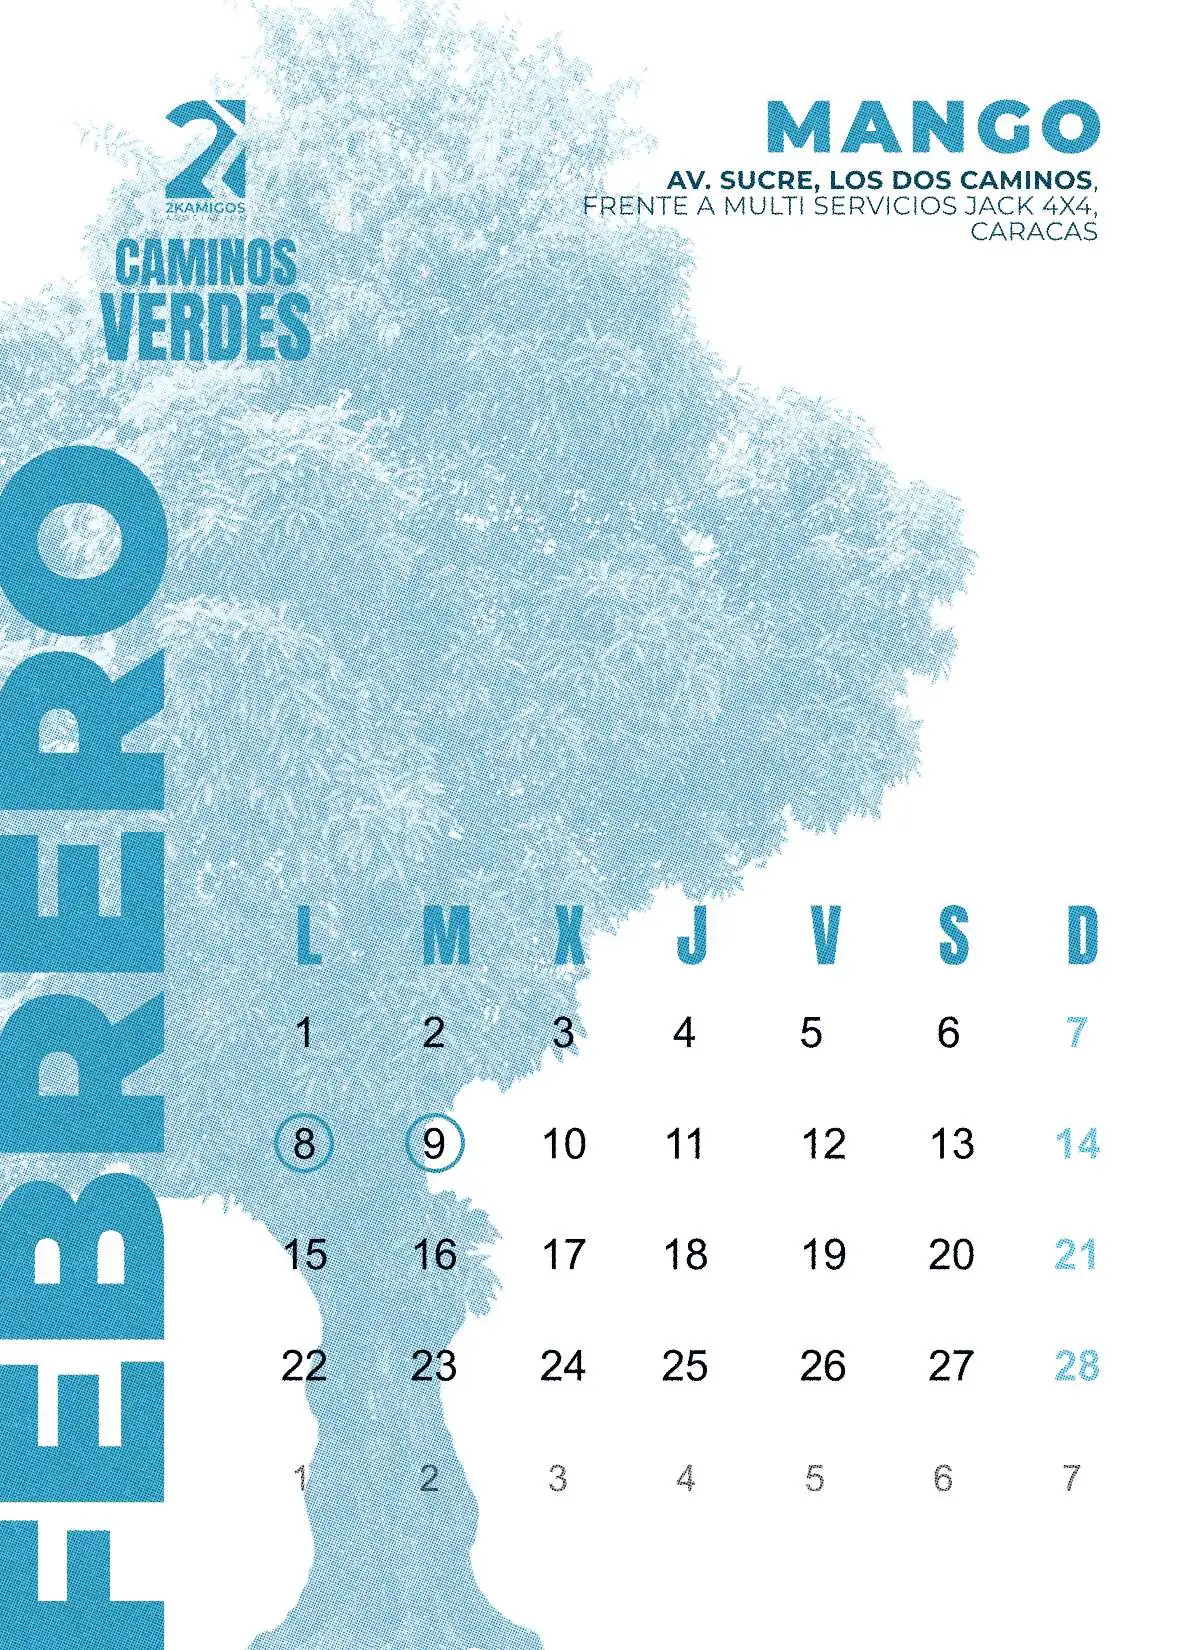 2K
2KAMIGOS
CAMINOS
VERDES
MANGO
AV. SUCRE, LOS DOS CAMINOS,
FRENTE A MULTI SERVICIOS JACK 4X4,
CARACAS
FEBRERO
L M X J V S D
1 2 3 4 5 6 7
8 9 10 11 12 13 14
15 16 17 18 19 20 21
22 23 24 25 26 27 28
1 2 3 4 5 6 7